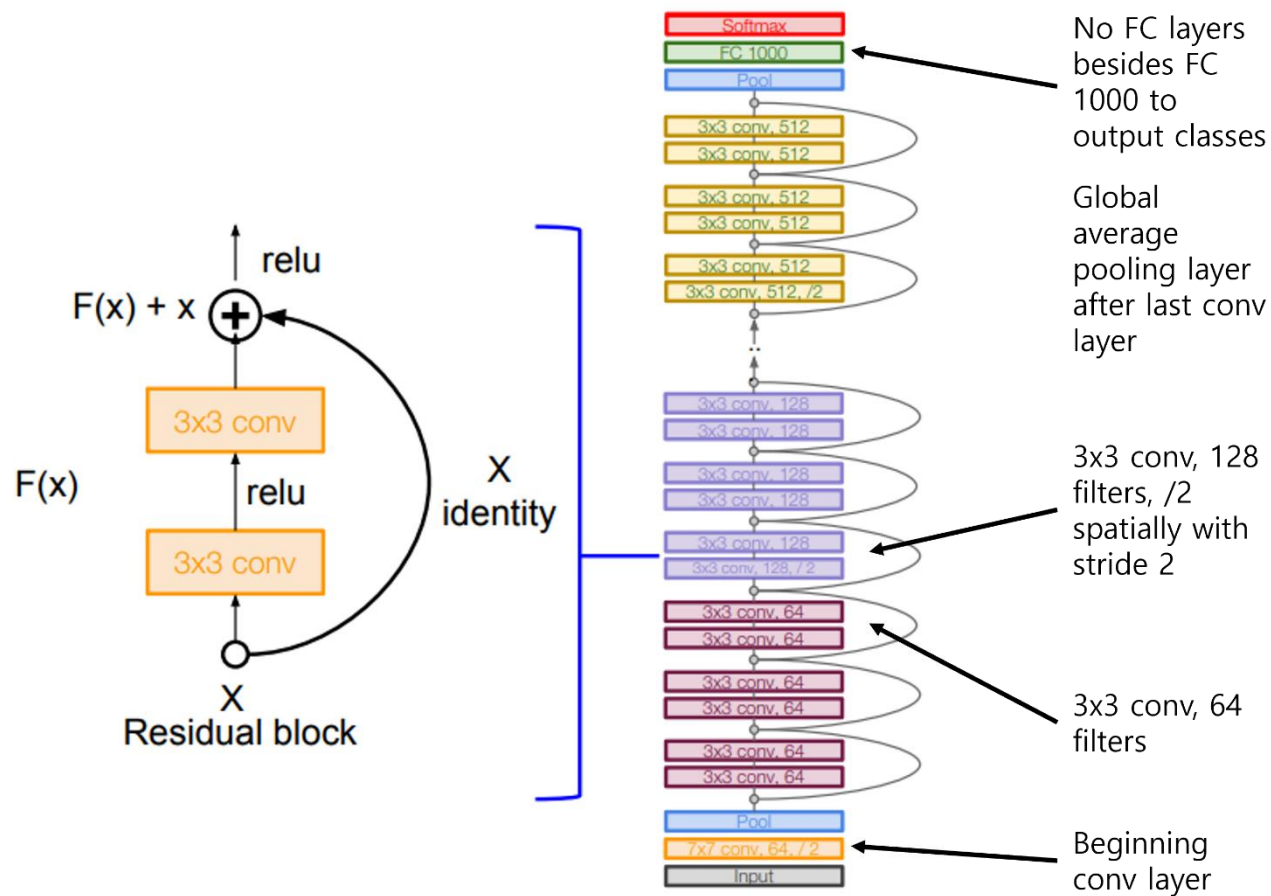 relu
F(x) + x
3x3 conv
F(x)
relu
X
identity
3x3 conv
X
Residual block
Softmax
FC 1000
Pool
3x3 conv, 512
3x3 conv, 512
3x3 conv, 512
3x3 conv, 512
3x3 conv, 512
3x3 conv, 512, /2
..
3x3 conv, 128
3x3 conv, 128
3x3 conv, 128
3x3 conv, 128
3x3 conv, 128
3x3 conv, 128, / 2
3x3 conv, 64
3x3 conv, 64
3x3 conv, 64
3x3 conv, 64
3x3 conv, 64
3x3 conv, 64
Pool
7x7 conv, 64, / 2
Input
No FC layers
besides FC
1000 to
output classes
Global
average
pooling layer
after last conv
layer
3x3 conv, 128
filters, /2
spatially with
stride 2
3x3 conv, 64
filters
Beginning
conv layer